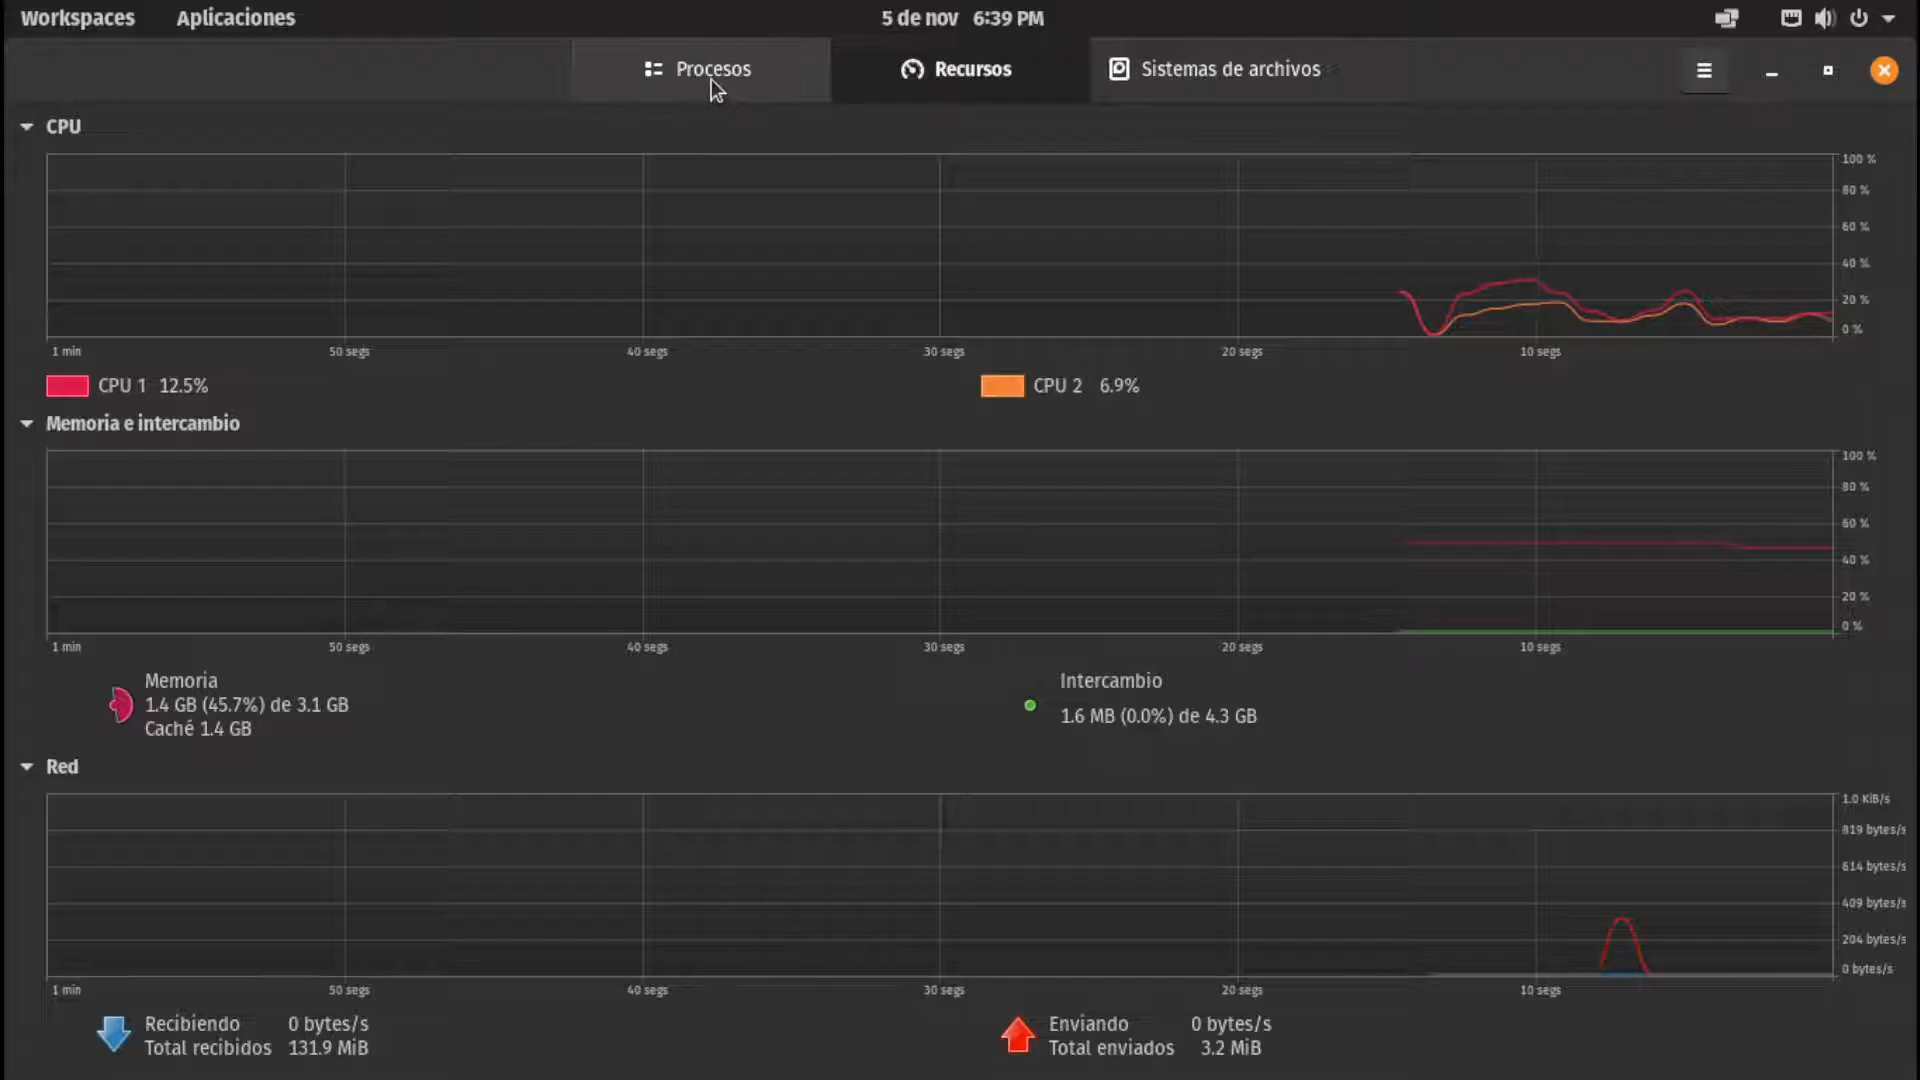 Workspaces Aplicaciones 5 de nov 6:39 PM
Procesos Recursos Sistemas de archivos
CPU
100 %
80 %
60 %
40 %
20 %
0 %
1 min 50 segs 40 segs 30 segs 20 segs 10 segs
CPU 1 12.5% CPU 2 6.9%
Memoria e intercambio
100 %
80 %
60 %
40 %
20 %
0 %
1 min 50 segs 40 segs 30 segs 20 segs 10 segs
Memoria
1.4 GB (45.7%) de 3.1 GB
Caché 1.4 GB
Intercambio
1.6 MB (0.0%) de 4.3 GB
Red
1.0 KiB/s
819 bytes/s
614 bytes/s
409 bytes/s
204 bytes/s
0 bytes/s
1 min 50 segs 40 segs 30 segs 20 segs 10 segs
Recibiendo 0 bytes/s
Total recibidos 131.9 MiB
Enviando 0 bytes/s
Total enviados 3.2 MiB